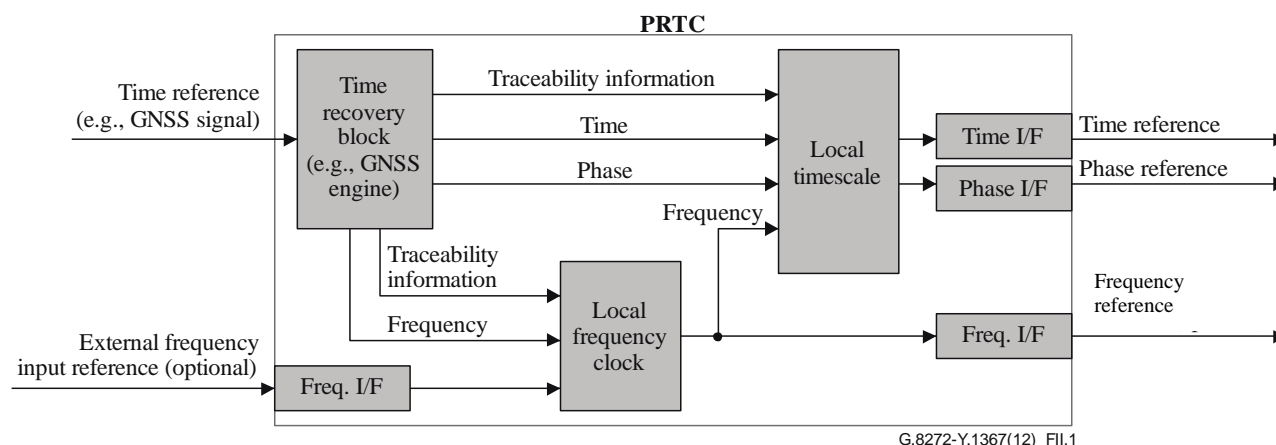 PRTC
Time reference
(e.g., GNSS signal)
Time
recovery
block
(e.g., GNSS
engine)
Traceability information
Time
Phase
Frequency
Local
timescale
Time I/F
Time reference
Phase I/F
Phase reference
Traceability
information
Frequency
Local
frequency
clock
Frequency
reference
Freq. I/F
External frequency
input reference (optional)
Freq. I/F
G.8272-Y.1367(12)_FII.1